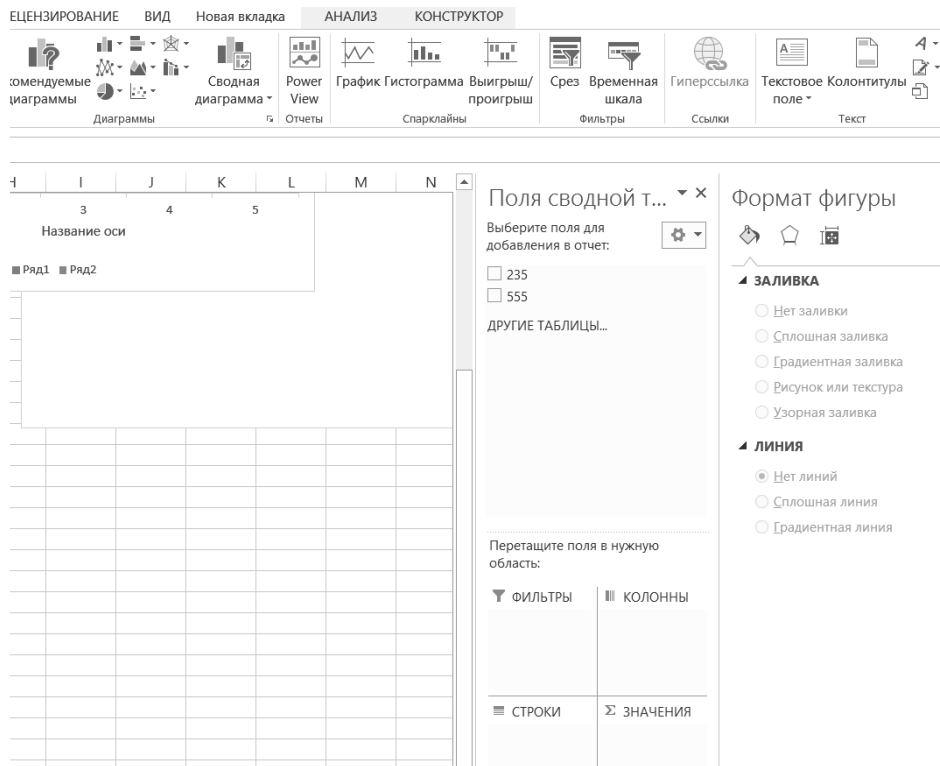 ЕЦЕНЗИРОВАНИЕ ВИД Новая вкладка АНАЛИЗ КОНСТРУКТОР
комендуемые
диаграммы
Сводная
диаграмма
Power
View
График Гистограмма Выигрыш/
проигрыш
Срез Временная
шкала
Гиперссылка
Текстовое
поле
Колонтитулы
Диаграммы Отчеты Спарклайны Фильтры Ссылки Текст
H I J K L M N
3 4 5
Название оси
Ряд1 Ряд2
Поля сводной т...
Выберите поля для
добавления в отчет:
235
555
ДРУГИЕ ТАБЛИЦЫ...
Перетащите поля в нужную
область:
ФИЛЬТРЫ КОЛОННЫ
СТРОКИ Σ ЗНАЧЕНИЯ
Формат фигуры
ЗАЛИВКА
Нет заливки
Сплошная заливка
Градиентная заливка
Рисунок или текстура
Узорная заливка
ЛИНИЯ
Нет линий
Сплошная линия
Градиентная линия